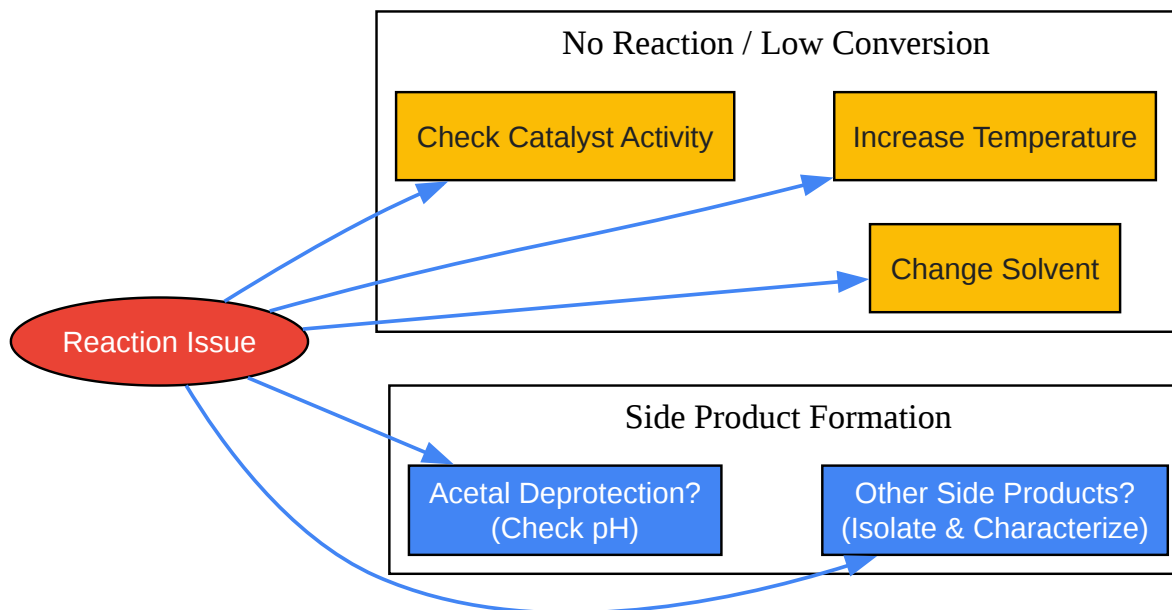 No Reaction / Low Conversion
Check Catalyst Activity
Increase Temperature
Change Solvent
Reaction Issue
Side Product Formation
Acetal Deprotection?
(Check pH)
Other Side Products?
(Isolate & Characterize)